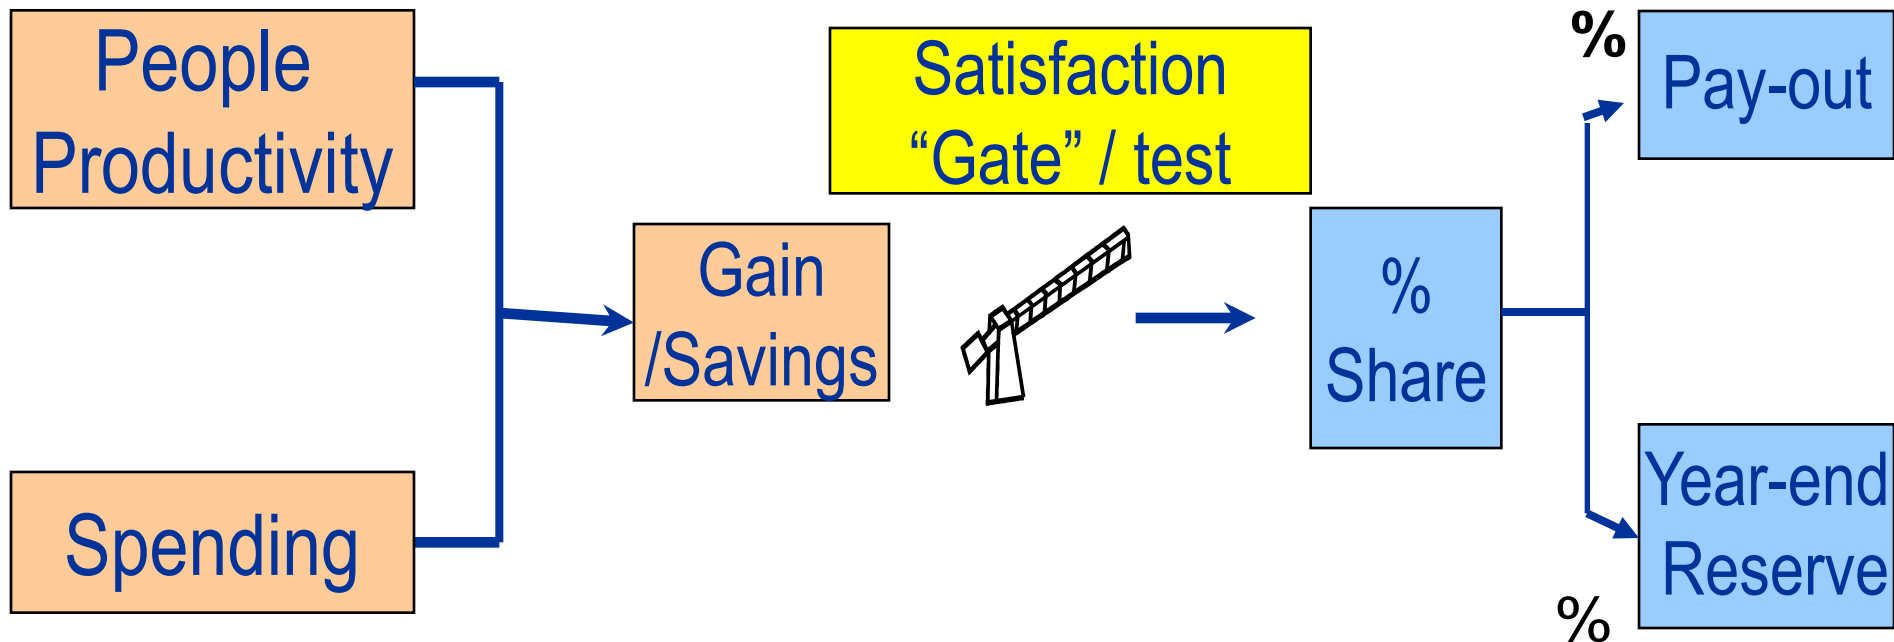 People
Productivity
Spending
Gain
/Savings
Satisfaction
“Gate” / test
%
Share
%
Pay-out
Year-end
Reserve
%